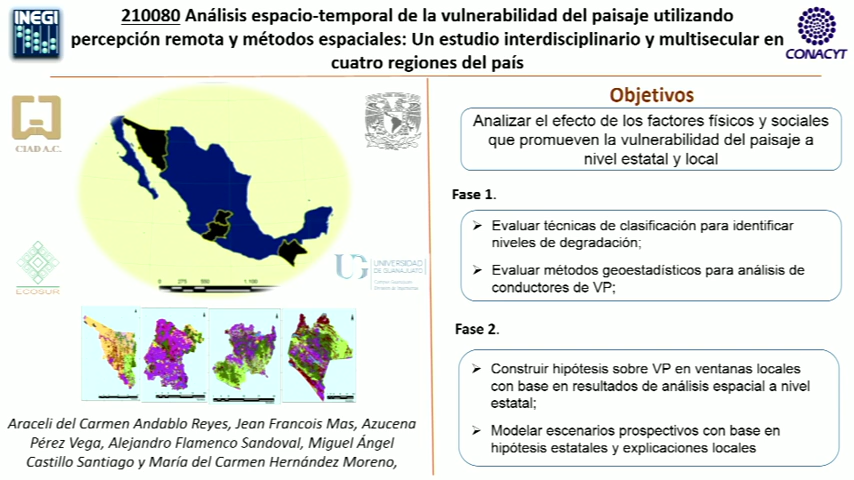 INEGI
210080 Análisis espacio-temporal de la vulnerabilidad del paisaje utilizando
percepción remota y métodos espaciales: Un estudio interdisciplinario y multisecular en
cuatro regiones del país
CONACYT
CIAD A.C.
ECOSUR
UG UNIVERSIDAD
DE GUANAJUATO
0 275 550 1,100
Araceli del Carmen Andablo Reyes, Jean Francois Mas, Azucena
Pérez Vega, Alejandro Flamenco Sandoval, Miguel Ángel
Castillo Santiago y María del Carmen Hernández Moreno,
Objetivos
Analizar el efecto de los factores físicos y sociales
que promueven la vulnerabilidad del paisaje a
nivel estatal y local
Fase 1.
➢ Evaluar técnicas de clasificación para identificar
niveles de degradación;
➢ Evaluar métodos geoestadísticos para análisis de
conductores de VP;
Fase 2.
➢ Construir hipótesis sobre VP en ventanas locales
con base en resultados de análisis espacial a nivel
estatal;
➢ Modelar escenarios prospectivos con base en
hipótesis estatales y explicaciones locales